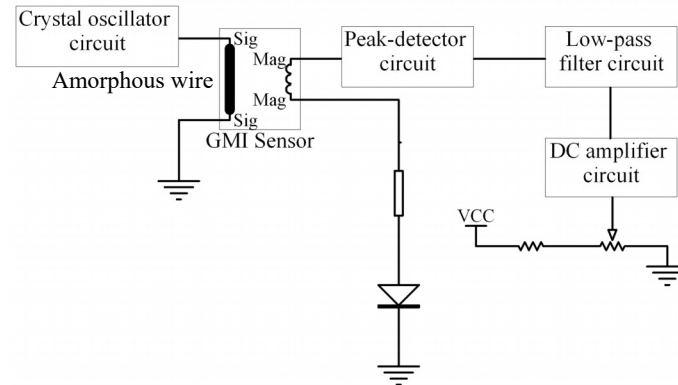 Crystal oscillator
circuit
Amorphous wire
Sig
Sig
Mag
Mag
GMI Sensor
Peak-detector
circuit
Low-pass
filter circuit
DC amplifier
circuit
VCC